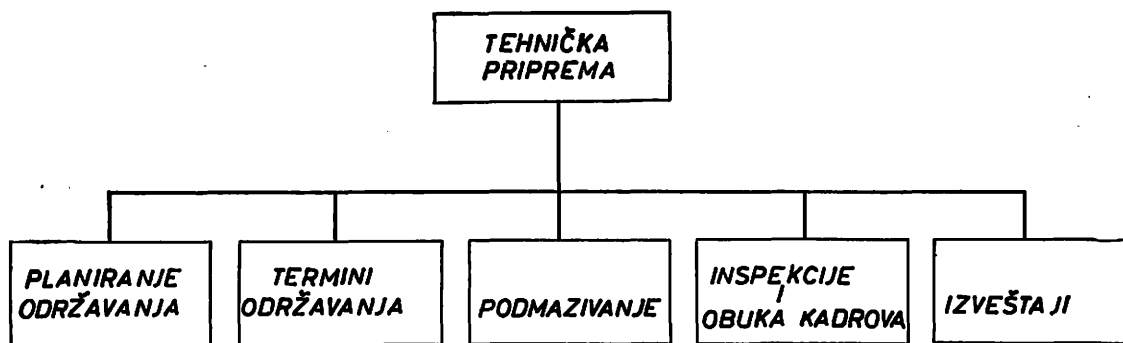 TEHNIČKA
PRIPREMA
PLANIRANJE
ODRŽAVANJA
TERMINI
ODRŽAVANJA
PODMAZIVANJE
INSPEKCIJE
I
OBUKA KADROVA
IZVEŠTAJI